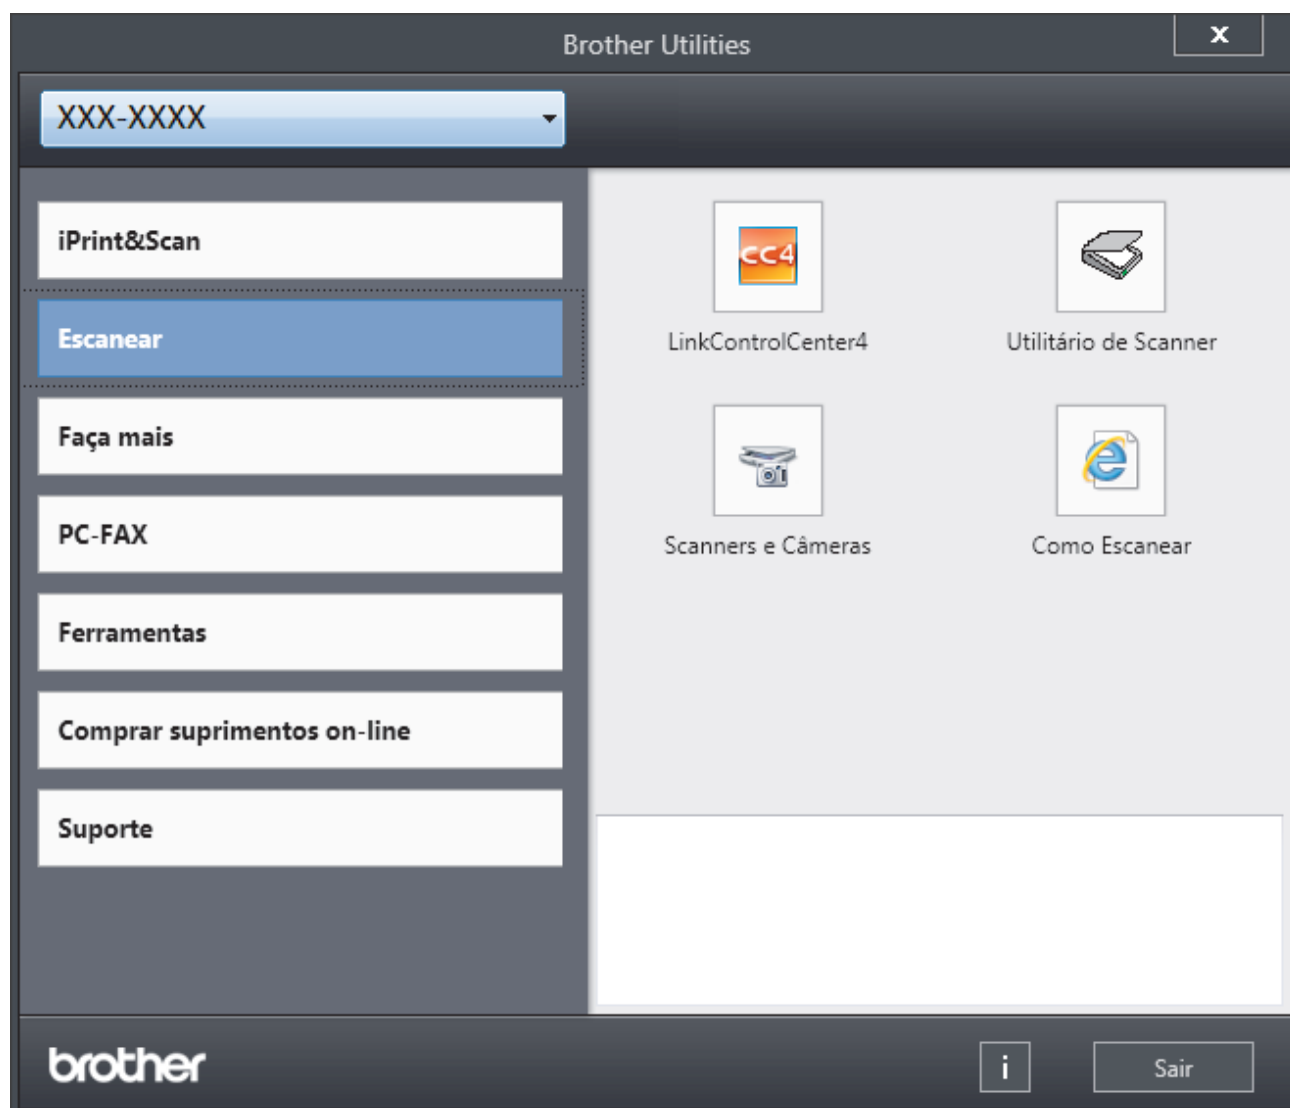 Brother Utilities
x
XXX-XXXX
iPrint&Scan
Escanear
Faça mais
PC-FAX
Ferramentas
Comprar suprimentos on-line
Suporte
CC4
LinkControlCenter4
Utilitário de Scanner
Scanners e Câmeras
Como Escanear
brother
i
Sair